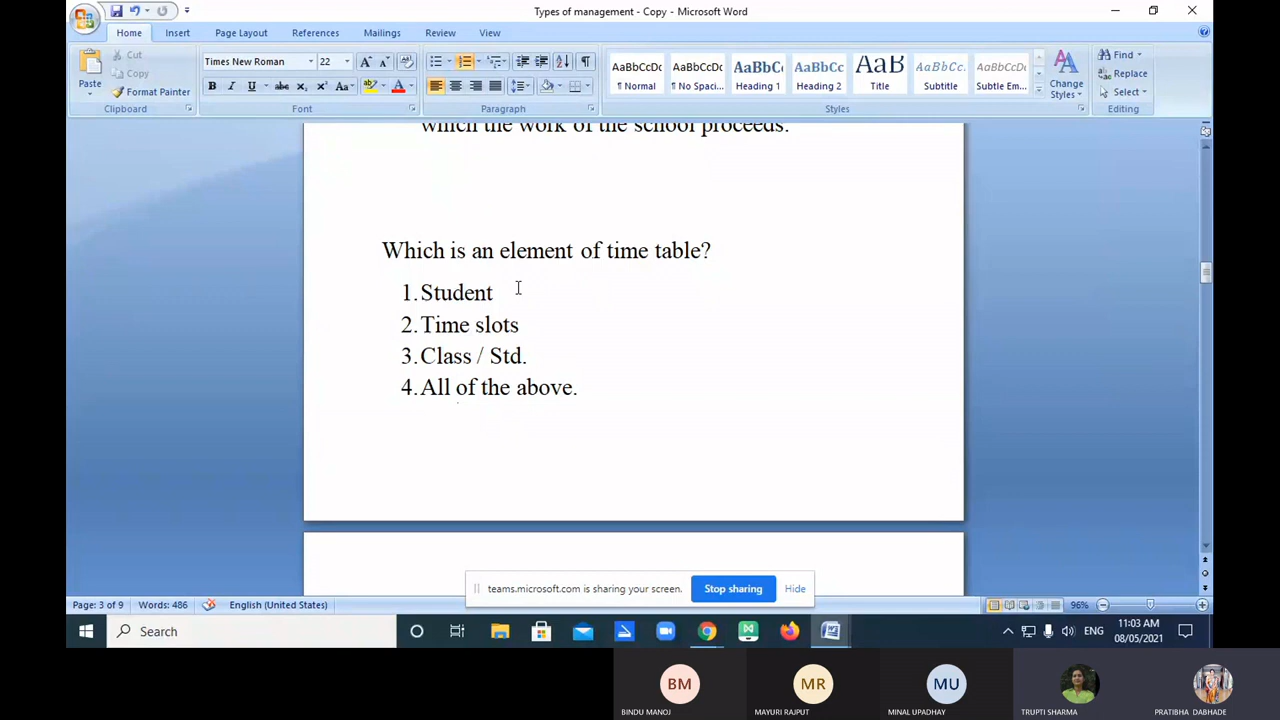 Types of management - Copy - Microsoft Word
Home Insert Page Layout References Mailings Review View
Cut
Copy
Format Painter
Paste
Clipboard
Times New Roman 22
Font
Paragraph
AaBbCcDc AaBbCcDc AaBbC AaBbCc AaB AaBbCc. AaBbCcDc
¶ Normal ¶ No Spaci... Heading 1 Heading 2 Title Subtitle Subtle Em...
Change Styles
Styles
Find
Replace
Select
Editing
which the work of the school proceeds.
Which is an element of time table?
1. Student
2. Time slots
3. Class / Std.
4. All of the above.
teams.microsoft.com is sharing your screen. Stop sharing Hide
Page: 3 of 9 Words: 486 English (United States) 96%
Search
ENG 11:03 AM
08/05/2021
BM MR MU
BINDU MANOJ MAYURI RAJPUT MINAL UPADHAY TRUPTI SHARMA PRATIBHA DABHADE